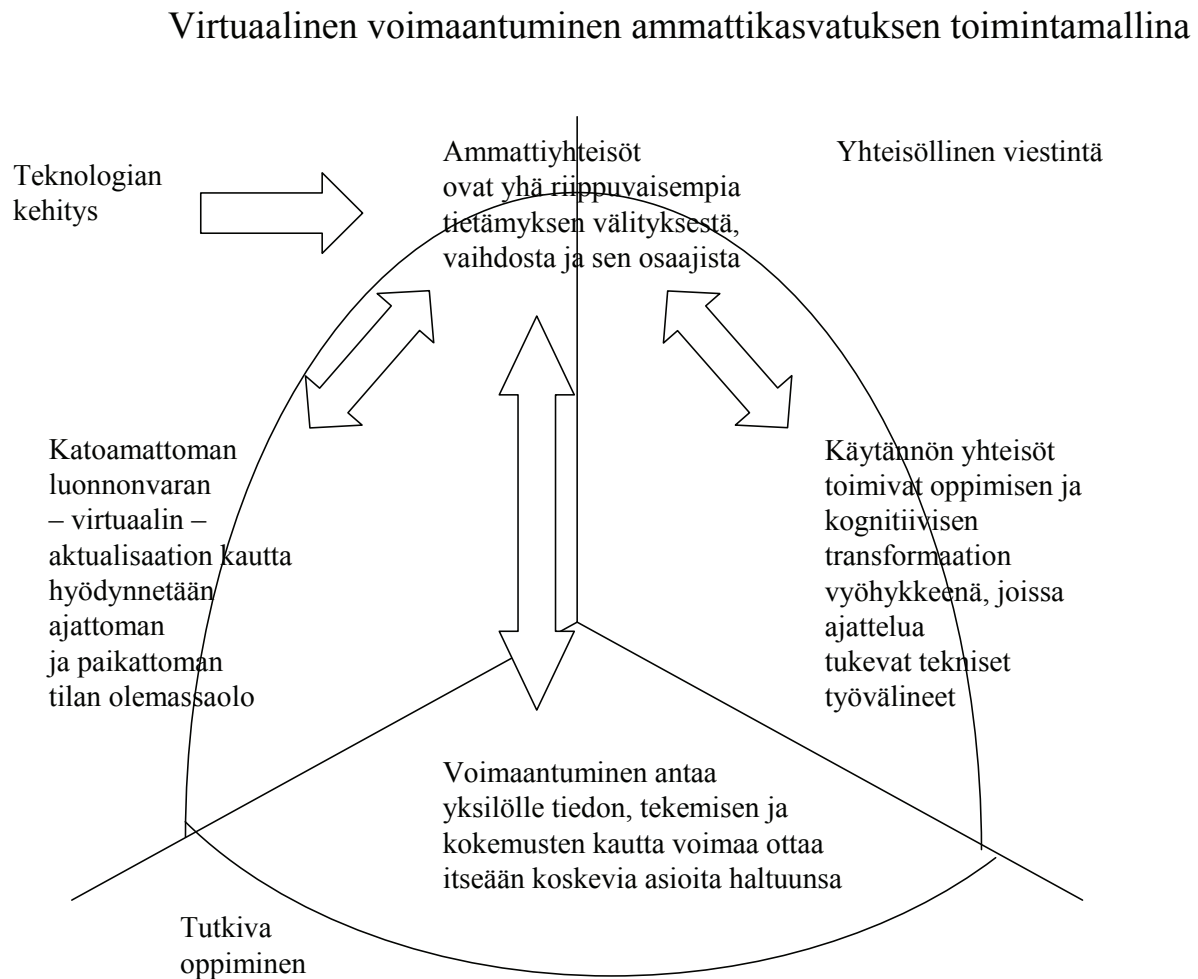 Virtuaalinen voimaantuminen ammattikasvatuksen toimintamallina
Teknologian
kehitys
Ammattiyhteisöt
ovat yhä riippuvaisempia
tietämyksen välityksestä,
vaihdosta ja sen osaajista
Yhteisöllinen viestintä
Katoamattoman
luonnonvaran
– virtuaalin –
aktualisaation kautta
hyödynnetään
ajattoman
ja paikattoman
tilan olemassaolo
Käytännön yhteisöt
toimivat oppimisen ja
kognitiivisen
transformaation
vyöhykkeenä, joissa
ajattelua
tukevat tekniset
työvälineet
Voimaantuminen antaa
yksilölle tiedon, tekemisen ja
kokemusten kautta voimaa ottaa
itseään koskevia asioita haltuunsa
Tutkiva
oppiminen